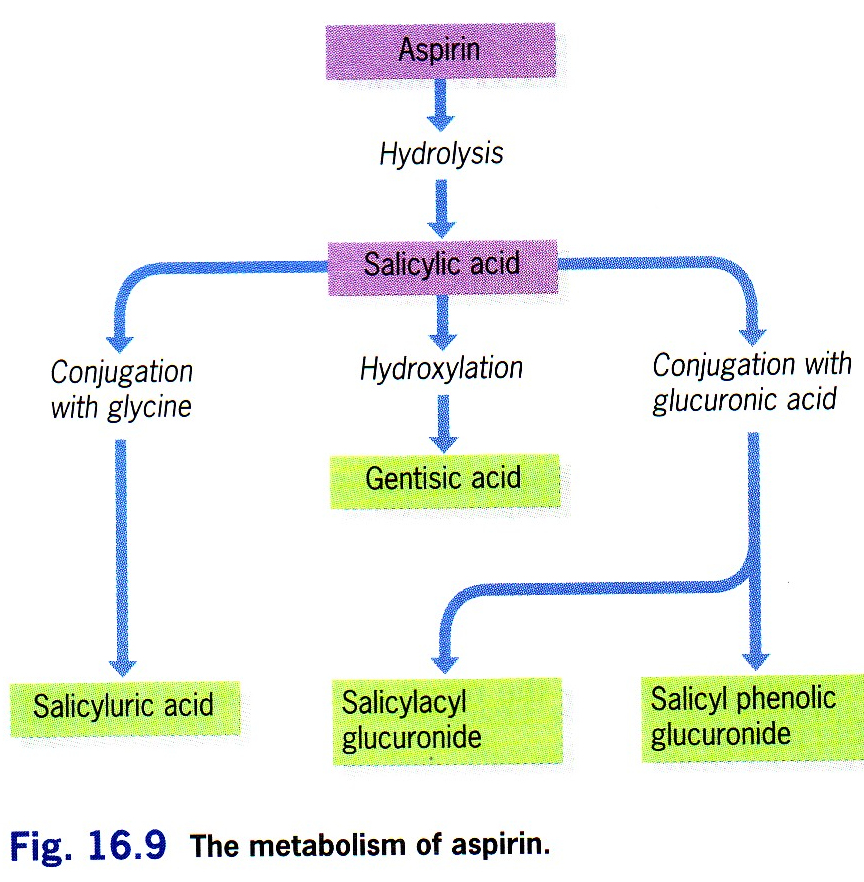 Aspirin
Hydrolysis
Salicylic acid
Conjugation
with glycine
Hydroxylation
Conjugation with
glucuronic acid
Gentisic acid
Salicyluric acid
Salicylacyl
glucuronide
Salicyl phenolic
glucuronide
Fig. 16.9 The metabolism of aspirin.